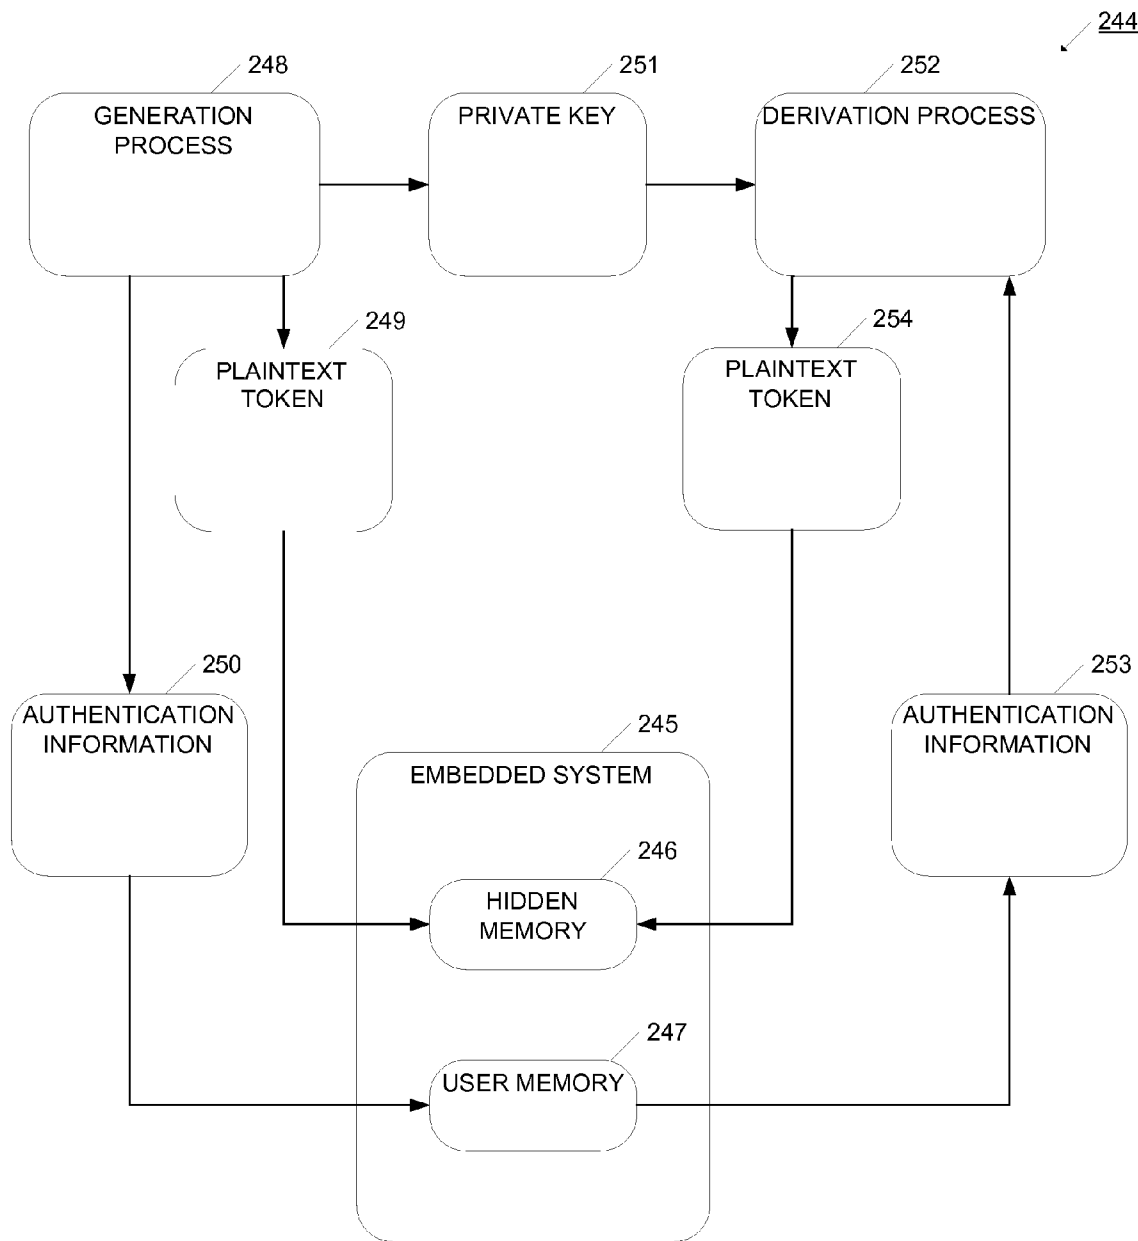 244
248
251
252
GENERATION
PROCESS
PRIVATE KEY
DERIVATION PROCESS
249
254
PLAINTEXT
TOKEN
PLAINTEXT
TOKEN
250
253
AUTHENTICATION
INFORMATION
AUTHENTICATION
INFORMATION
245
EMBEDDED SYSTEM
246
HIDDEN
MEMORY
247
USER MEMORY